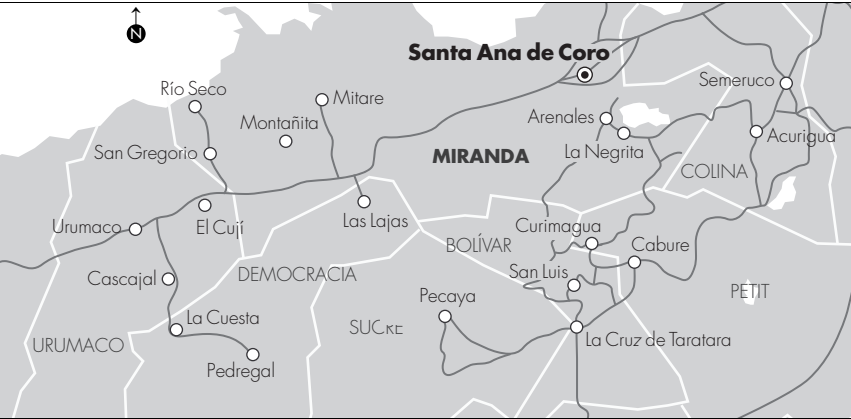 N
Santa Ana de Coro
Río Seco
Mitare
Semeruco
Montañita
Arenales
Acurigua
San Gregorio
La Negrita
MIRANDA
COLINA
Las Lajas
Urumaco
El Cují
Curimagua
BOLÍVAR
Cabure
Cascajal
DEMOCRACIA
San Luis
PETIT
Pecaya
La Cuesta
SUCRE
URUMACO
La Cruz de Taratara
Pedregal